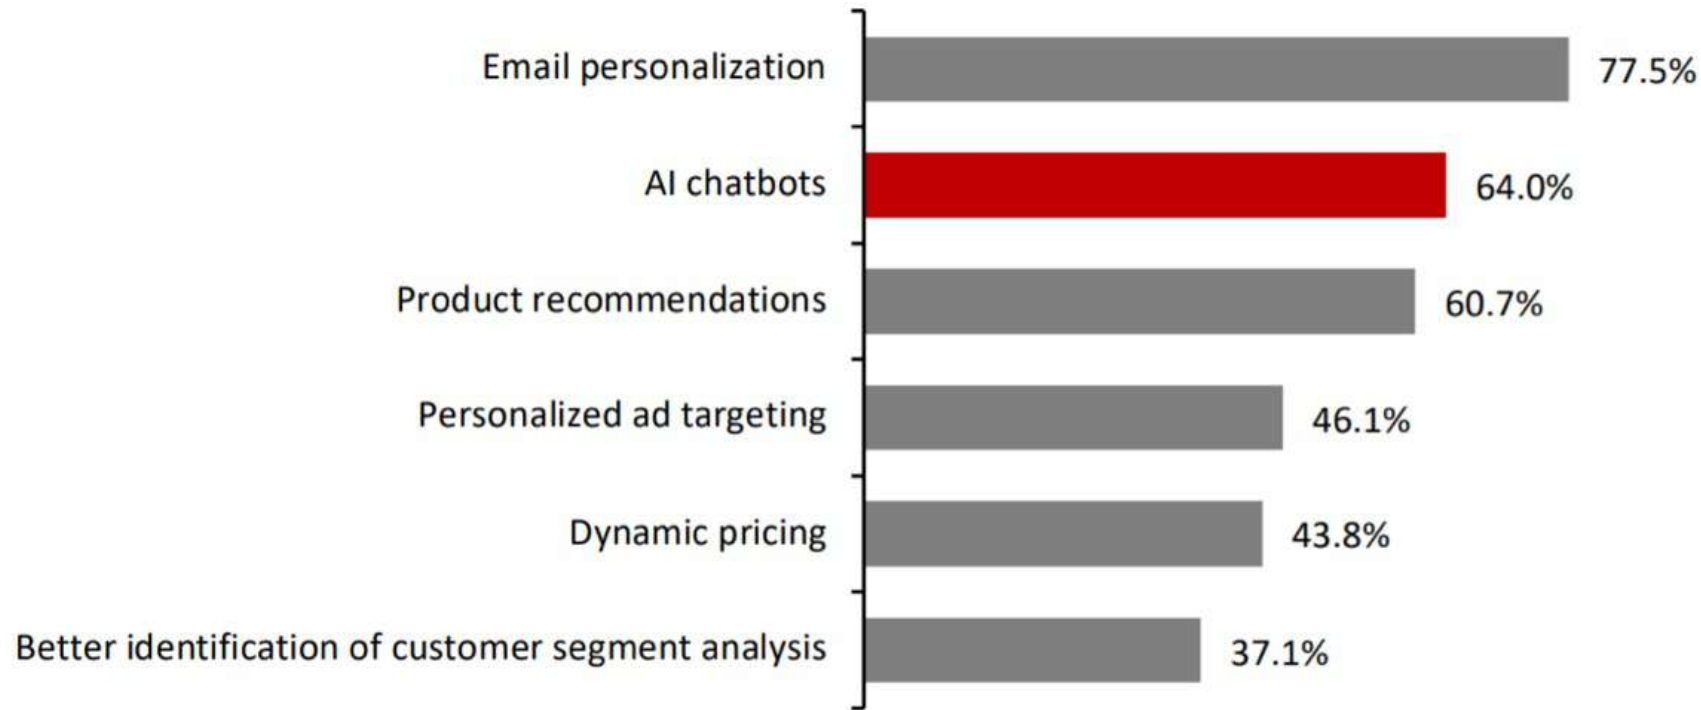 Email personalization 77.5%
AI chatbots 64.0%
Product recommendations 60.7%
Personalized ad targeting 46.1%
Dynamic pricing 43.8%
Better identification of customer segment analysis 37.1%